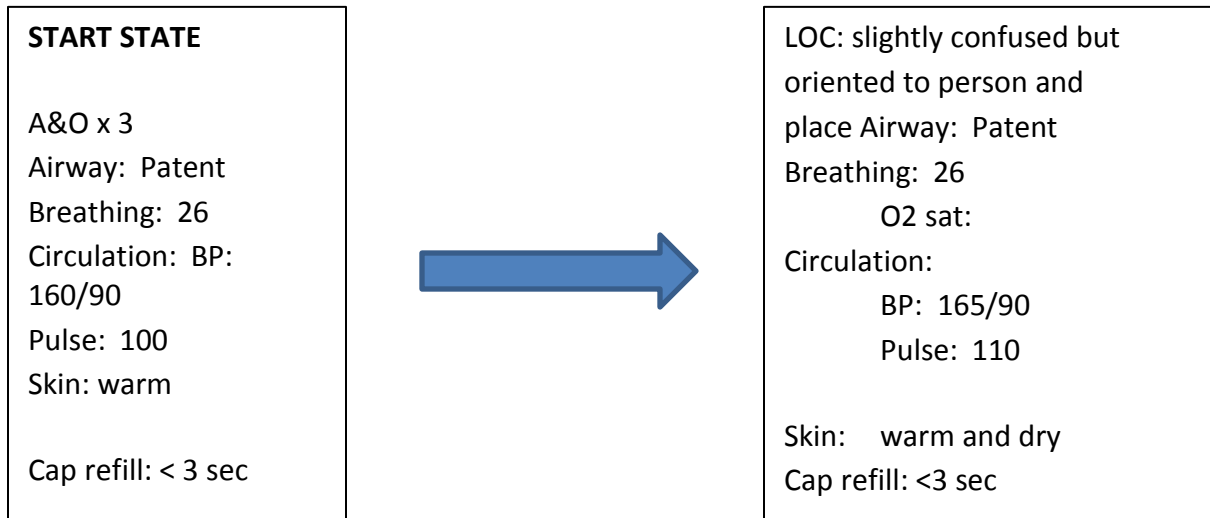 START STATE
A&O x 3
Airway: Patent
Breathing: 26
Circulation: BP:
160/90
Pulse: 100
Skin: warm
Cap refill: < 3 sec
LOC: slightly confused but
oriented to person and
place Airway: Patent
Breathing: 26
O2 sat:
Circulation:
BP: 165/90
Pulse: 110
Skin: warm and dry
Cap refill: <3 sec